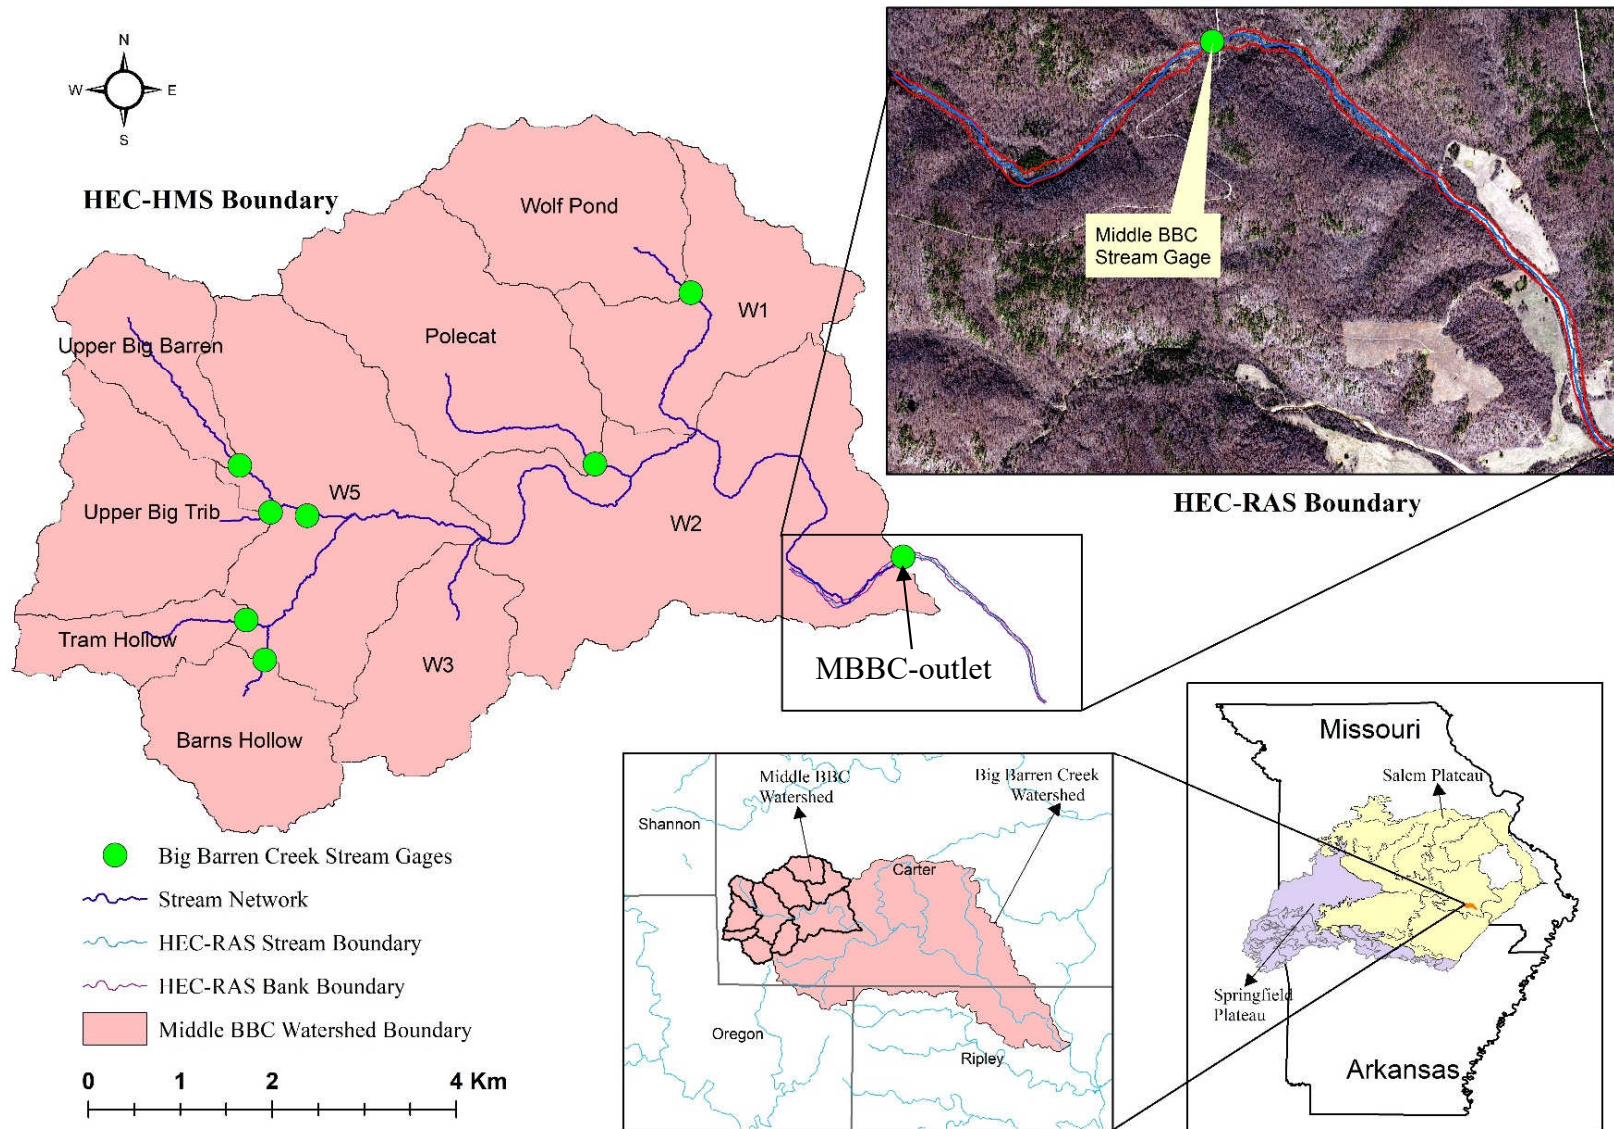 N
W
E
S
HEC-HMS Boundary
Wolf Pond
W1
Upper Big Barren
Polecat
Upper Big Trib
W5
W2
Tram Hollow
W3
Barns Hollow
MBBC-outlet
Middle BBC
Stream Gage
HEC-RAS Boundary
Big Barren Creek Stream Gages
Stream Network
HEC-RAS Stream Boundary
HEC-RAS Bank Boundary
Middle BBC Watershed Boundary
0 1 2 4 Km
Middle BBC
Watershed
Big Barren Creek
Watershed
Shannon
Carter
Oregon
Ripley
Missouri
Salem Plateau
Springfield
Plateau
Arkansas